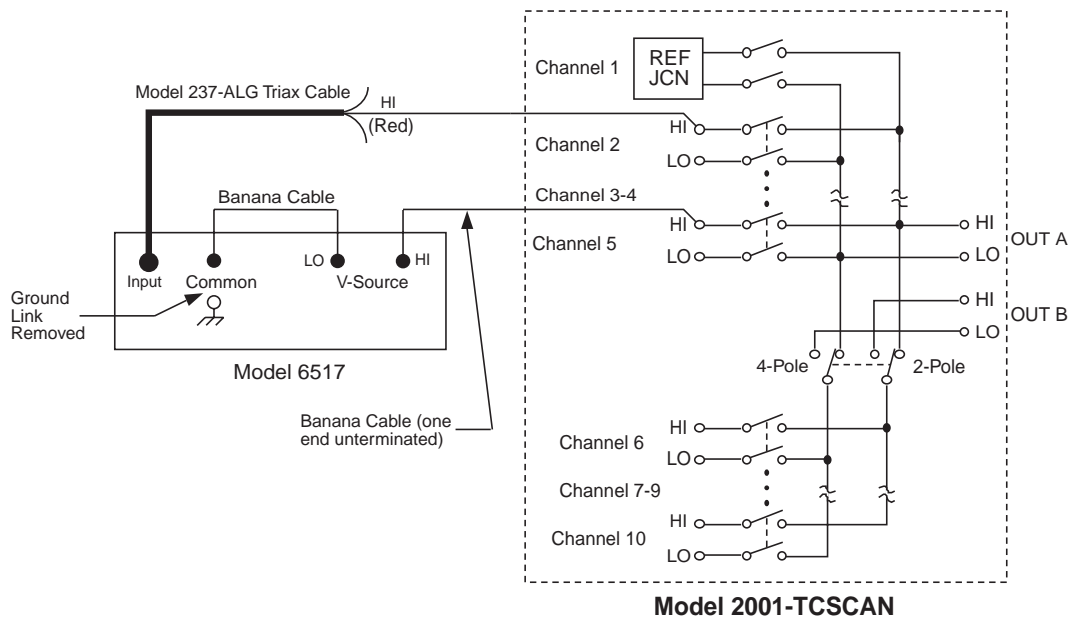 Model 237-ALG Triax Cable
HI
(Red)
Banana Cable
Input
Common
LO
HI
V-Source
Ground
Link
Removed
Model 6517
Banana Cable (one
end unterminated)
Channel 1
REF
JCN
HI
Channel 2
LO
Channel 3-4
HI
Channel 5
LO
HI
OUT A
LO
HI
OUT B
LO
4-Pole
2-Pole
HI
Channel 6
LO
Channel 7-9
HI
Channel 10
LO
Model 2001-TCSCAN